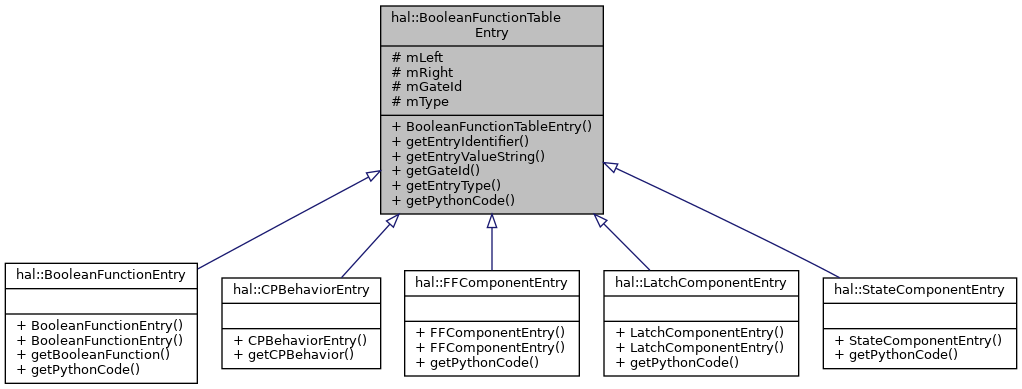 hal::BooleanFunctionTable
Entry
# mLeft
# mRight
# mGateId
# mType
+ BooleanFunctionTableEntry()
+ getEntryIdentifier()
+ getEntryValueString()
+ getGateId()
+ getEntryType()
+ getPythonCode()
hal::BooleanFunctionEntry
+ BooleanFunctionEntry()
+ BooleanFunctionEntry()
+ getBooleanFunction()
+ getPythonCode()
hal::CPBehaviorEntry
+ CPBehaviorEntry()
+ getCPBehavior()
hal::FFComponentEntry
+ FFComponentEntry()
+ FFComponentEntry()
+ getPythonCode()
hal::LatchComponentEntry
+ LatchComponentEntry()
+ LatchComponentEntry()
+ getPythonCode()
hal::StateComponentEntry
+ StateComponentEntry()
+ getPythonCode()